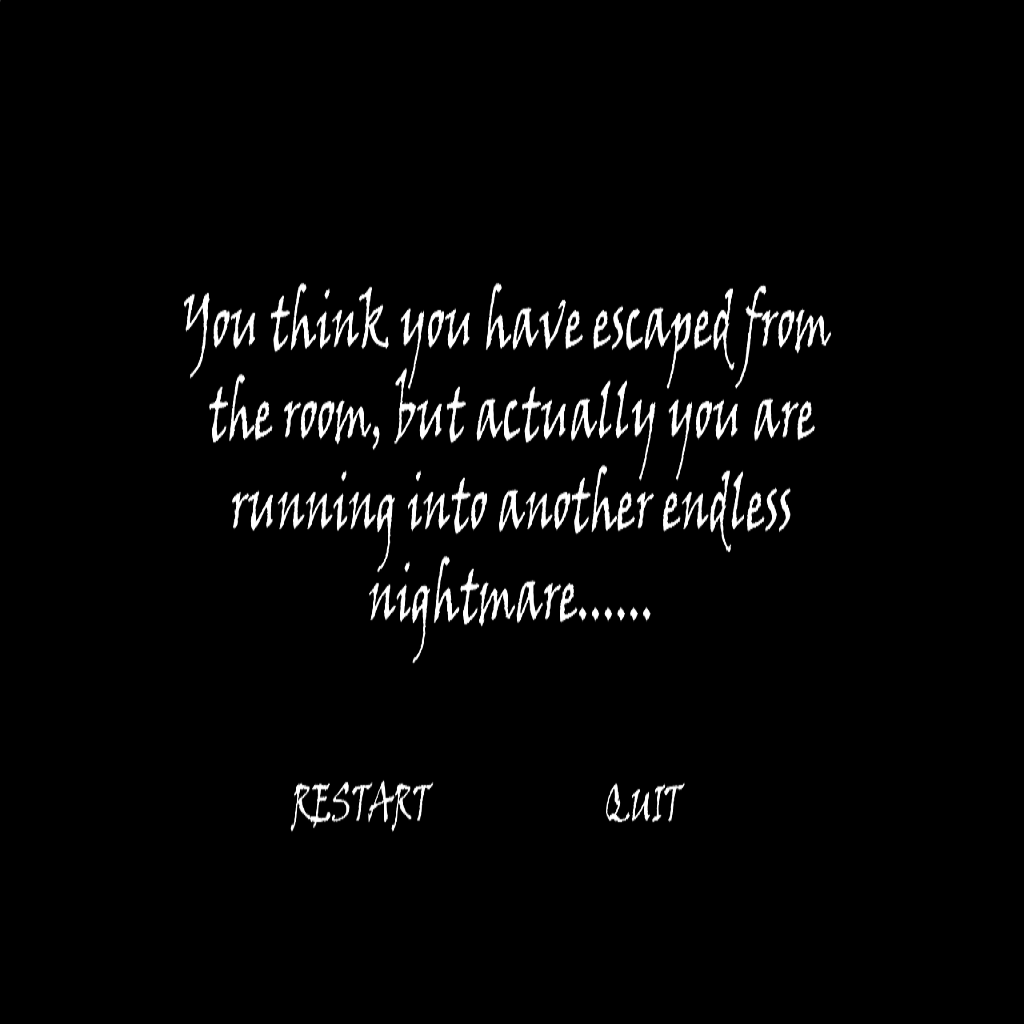 You think you have escaped from
the room, but actually you are
running into another endless
nightmare......
RESTART QUIT